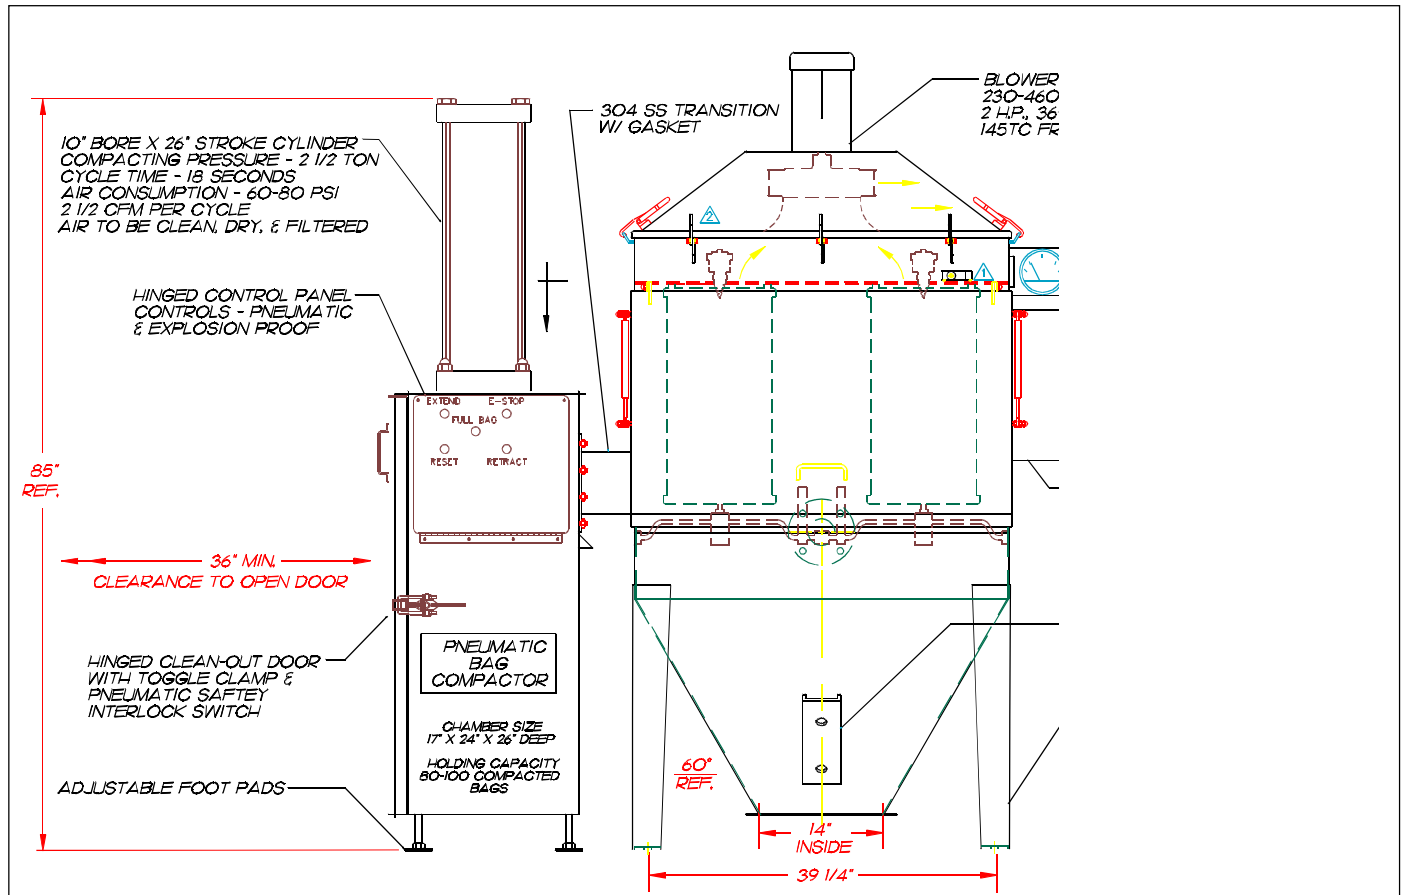 BLOWER
230-460
2 H.P., 36
145TC FR
304 SS TRANSITION
W/ GASKET
10" BORE X 26" STROKE CYLINDER
COMPACTING PRESSURE - 2 1/2 TON
CYCLE TIME - 18 SECONDS
AIR CONSUMPTION - 60-80 PSI
2 1/2 CFM PER CYCLE
AIR TO BE CLEAN, DRY, & FILTERED
2
1
HINGED CONTROL PANEL
CONTROLS - PNEUMATIC
& EXPLOSION PROOF
EXTEND E-STOP
FULL BAG
RESET RETRACT
85"
REF.
36" MIN.
CLEARANCE TO OPEN DOOR
HINGED CLEAN-OUT DOOR
WITH TOGGLE CLAMP &
PNEUMATIC SAFTEY
INTERLOCK SWITCH
PNEUMATIC
BAG
COMPACTOR
CHAMBER SIZE
17" X 24" X 26" DEEP
HOLDING CAPACITY
80-100 COMPACTED
BAGS
ADJUSTABLE FOOT PADS
60°
REF.
14"
INSIDE
39 1/4"